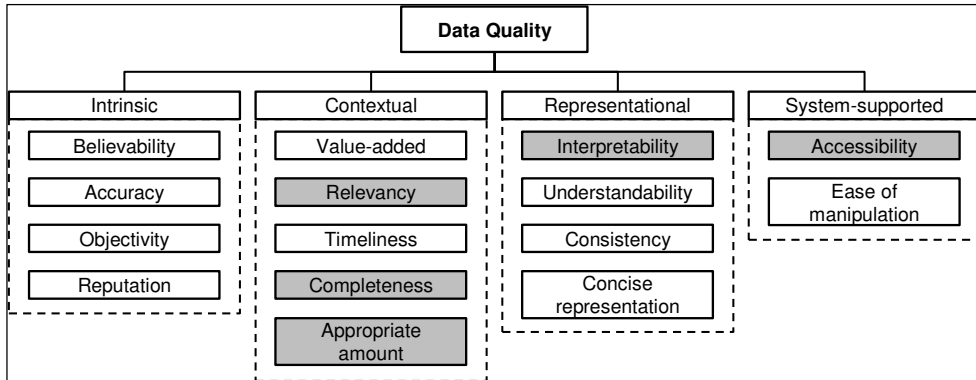 Data Quality
Intrinsic
Believability
Accuracy
Objectivity
Reputation
Contextual
Value-added
Relevancy
Timeliness
Completeness
Appropriate
amount
Representational
Interpretability
Understandability
Consistency
Concise
representation
System-supported
Accessibility
Ease of
manipulation